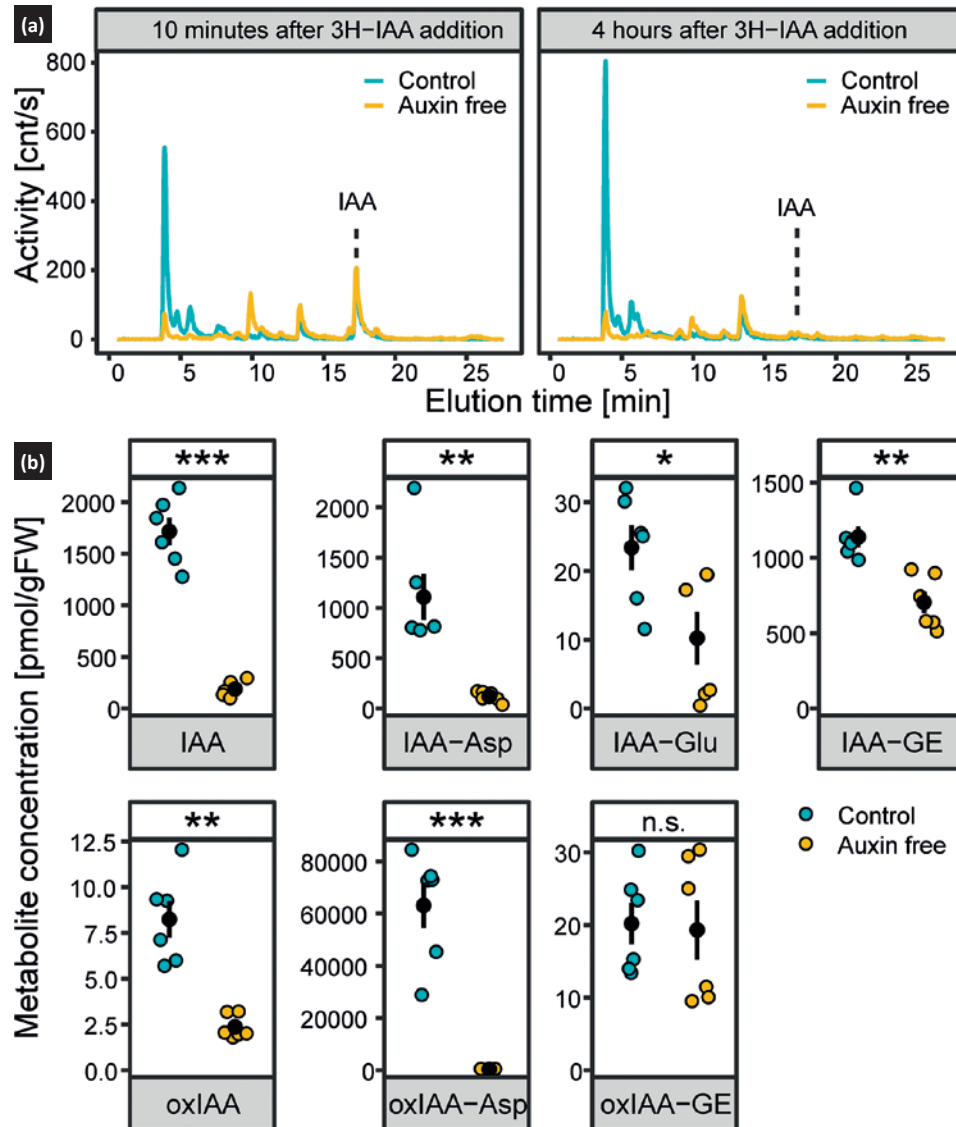 (a)
10 minutes after 3H−IAA addition
4 hours after 3H−IAA addition
Activity [cnt/s]
800
600
400
200
0
Control
Auxin free
IAA
Control
Auxin free
IAA
0 5 10 15 20 25
0 5 10 15 20 25
Elution time [min]
(b)
Metabolite concentration [pmol/gFW]
***
2000
1500
1000
500
0
IAA
**
2000
1500
1000
500
0
IAA−Asp
*
30
20
10
0
IAA−Glu
**
1500
1000
500
0
IAA−GE
**
12.5
10.0
7.5
5.0
2.5
0.0
oxIAA
***
80000
60000
40000
20000
0
oxIAA−Asp
n.s.
30
20
10
0
oxIAA−GE
Control
Auxin free